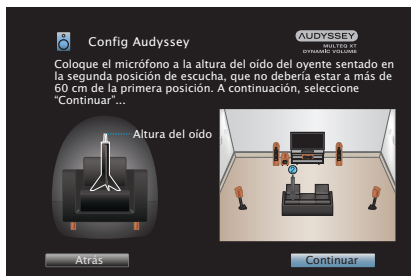 Config Audyssey
AUDYSSEY
MULTEQ XT
DYNAMIC VOLUME
Coloque el micrófono a la altura del oído del oyente sentado en
la segunda posición de escucha, que no debería estar a más de
60 cm de la primera posición. A continuación, seleccione
“Continuar”...
Altura del oído
2
Atrás
Continuar